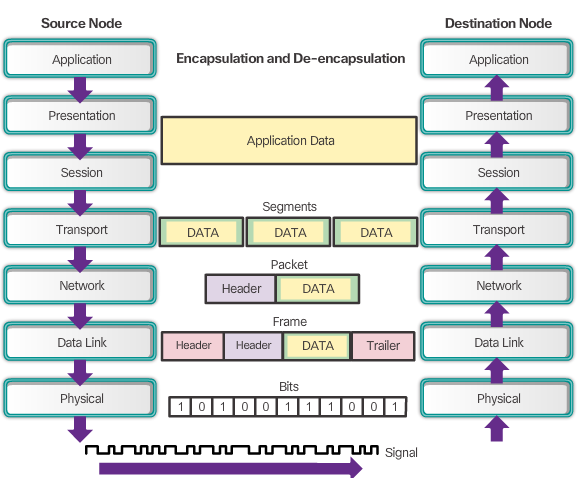 Source Node
Destination Node
Encapsulation and De-encapsulation
Application
Application
Presentation
Presentation
Application Data
Session
Session
Segments
Transport
DATA
DATA
DATA
Transport
Packet
Network
Header
DATA
Network
Frame
Data Link
Header
Header
DATA
Trailer
Data Link
Bits
Physical
1 0 1 0 0 1 1 1 0 0 1
Physical
Signal